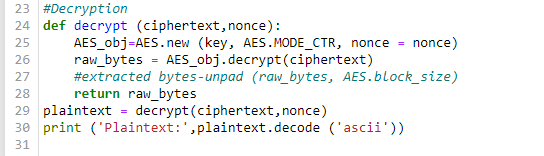 23 #Decryption
24 def decrypt (ciphertext,nonce):
25 AES_obj=AES.new (key, AES.MODE_CTR, nonce = nonce)
26 raw_bytes = AES_obj.decrypt(ciphertext)
27 #extracted bytes-unpad (raw_bytes, AES.block_size)
28 return raw_bytes
29 plaintext = decrypt(ciphertext,nonce)
30 print ('Plaintext:',plaintext.decode ('ascii'))
31